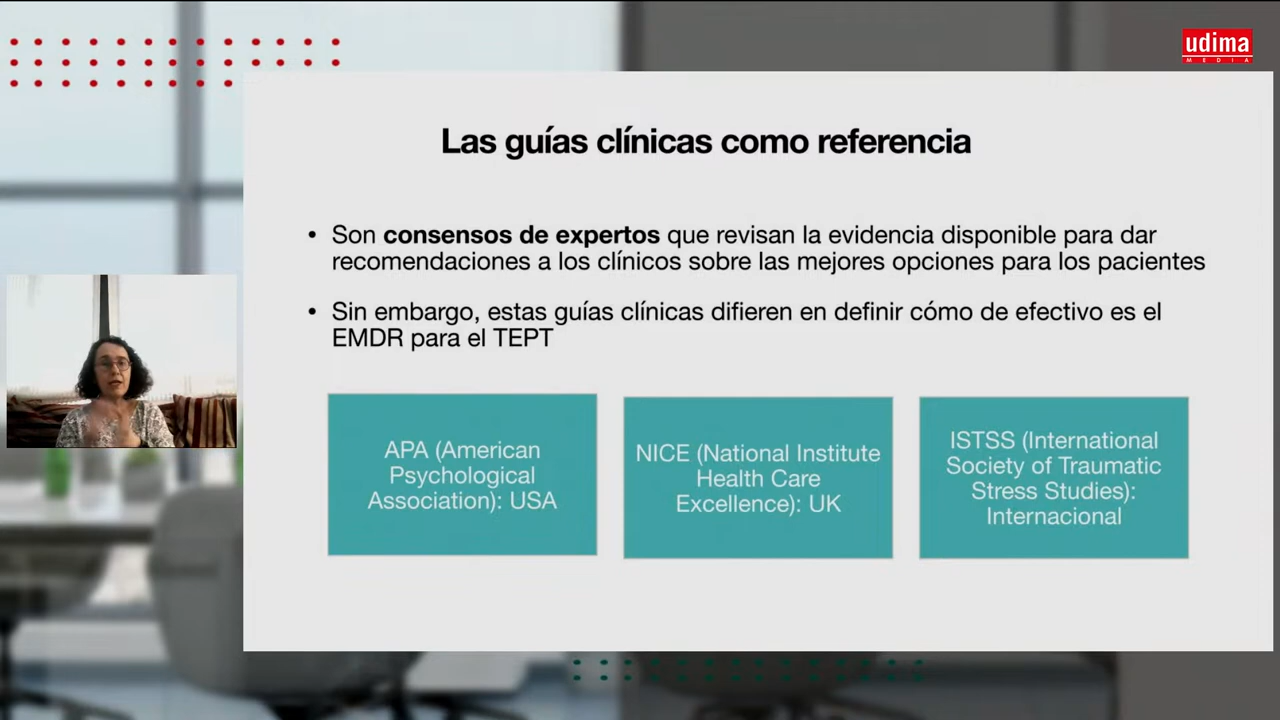 udima
MEDIA
Las guías clínicas como referencia
• Son consensos de expertos que revisan la evidencia disponible para dar
recomendaciones a los clínicos sobre las mejores opciones para los pacientes
• Sin embargo, estas guías clínicas difieren en definir cómo de efectivo es el
EMDR para el TEPT
APA (American
Psychological
Association): USA
NICE (National Institute
Health Care
Excellence): UK
ISTSS (International
Society of Traumatic
Stress Studies):
Internacional